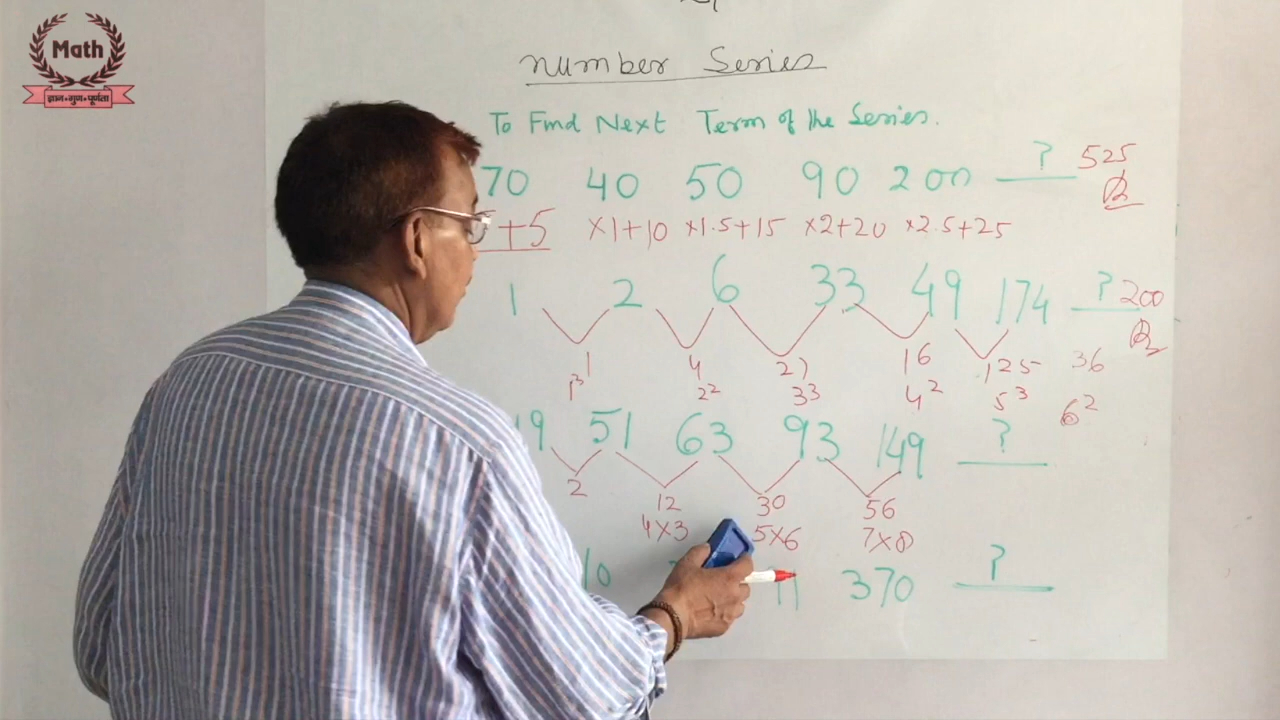 Math
ज्ञान • गुण • पूर्णता
Number Series
To Find Next Term of the Series.
70 40 50 90 200 ? 525
+5 ×1+10 ×1.5+15 ×2+20 ×2.5+25
1 2 6 33 49 174 ? 200
1 4 27 16 125 36
1³ 2² 3³ 4² 5³ 6²
19 51 63 93 149 ?
2 12 30 56
4×3 5×6 7×8
10 11 370 ?